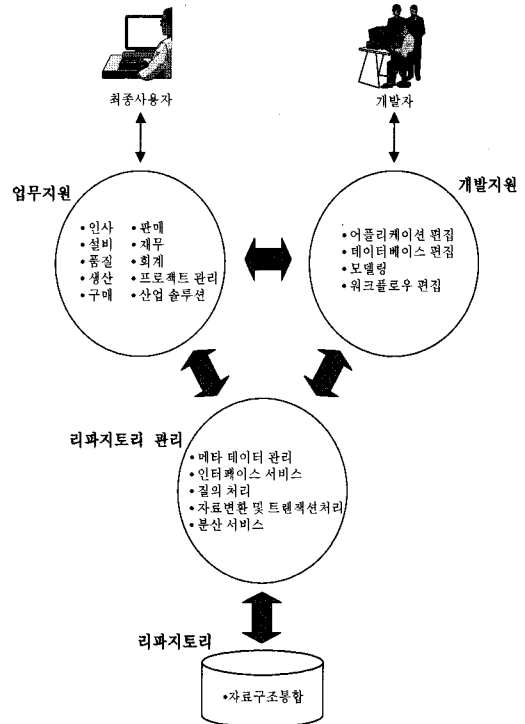 최종사용자
개발자
업무지원
개발지원
•인사 •판매
•설비 •재무
•품질 •회계
•생산 •프로젝트 관리
•구매 •산업 솔루션
•어플리케이션 편집
•데이터베이스 편집
•모델링
•워크플로우 편집
리파지토리 관리
•메타 데이터 관리
•인터페이스 서비스
•질의 처리
•자료변환 및 트랜잭션처리
•분산 서비스
리파지토리
•자료구조통합